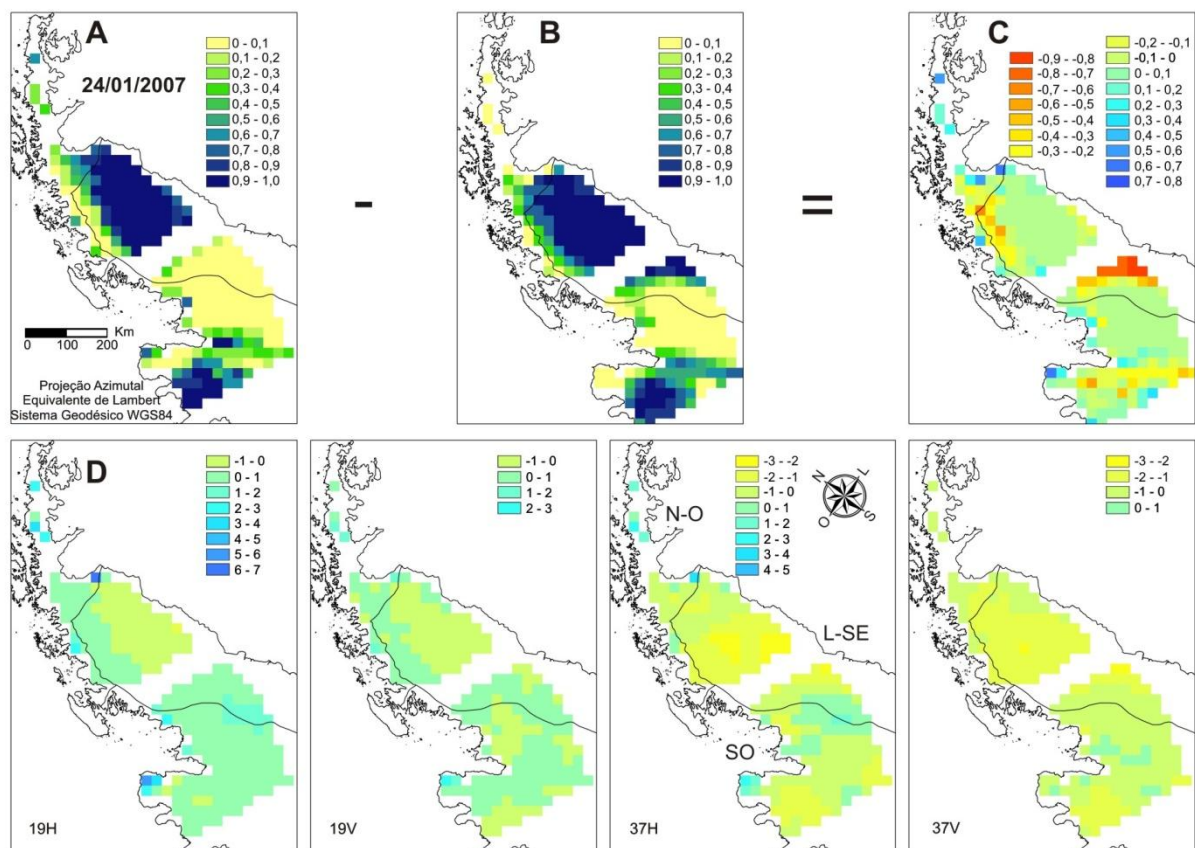 A
24/01/2007
0 - 0,1
0,1 - 0,2
0,2 - 0,3
0,3 - 0,4
0,4 - 0,5
0,5 - 0,6
0,6 - 0,7
0,7 - 0,8
0,8 - 0,9
0,9 - 1,0
Km
0 100 200
Projeção Azimutal
Equivalente de Lambert
Sistema Geodésico WGS84
-
B
0 - 0,1
0,1 - 0,2
0,2 - 0,3
0,3 - 0,4
0,4 - 0,5
0,5 - 0,6
0,6 - 0,7
0,7 - 0,8
0,8 - 0,9
0,9 - 1,0
=
C
-0,9 - -0,8
-0,8 - -0,7
-0,7 - -0,6
-0,6 - -0,5
-0,5 - -0,4
-0,4 - -0,3
-0,3 - -0,2
-0,2 - -0,1
-0,1 - 0
0 - 0,1
0,1 - 0,2
0,2 - 0,3
0,3 - 0,4
0,4 - 0,5
0,5 - 0,6
0,6 - 0,7
0,7 - 0,8
D
-1 - 0
0 - 1
1 - 2
2 - 3
3 - 4
4 - 5
5 - 6
6 - 7
19H
-1 - 0
0 - 1
1 - 2
2 - 3
19V
-3 - -2
-2 - -1
-1 - 0
0 - 1
1 - 2
2 - 3
3 - 4
4 - 5
N L
O S
N-O
L-SE
SO
37H
-3 - -2
-2 - -1
-1 - 0
0 - 1
37V